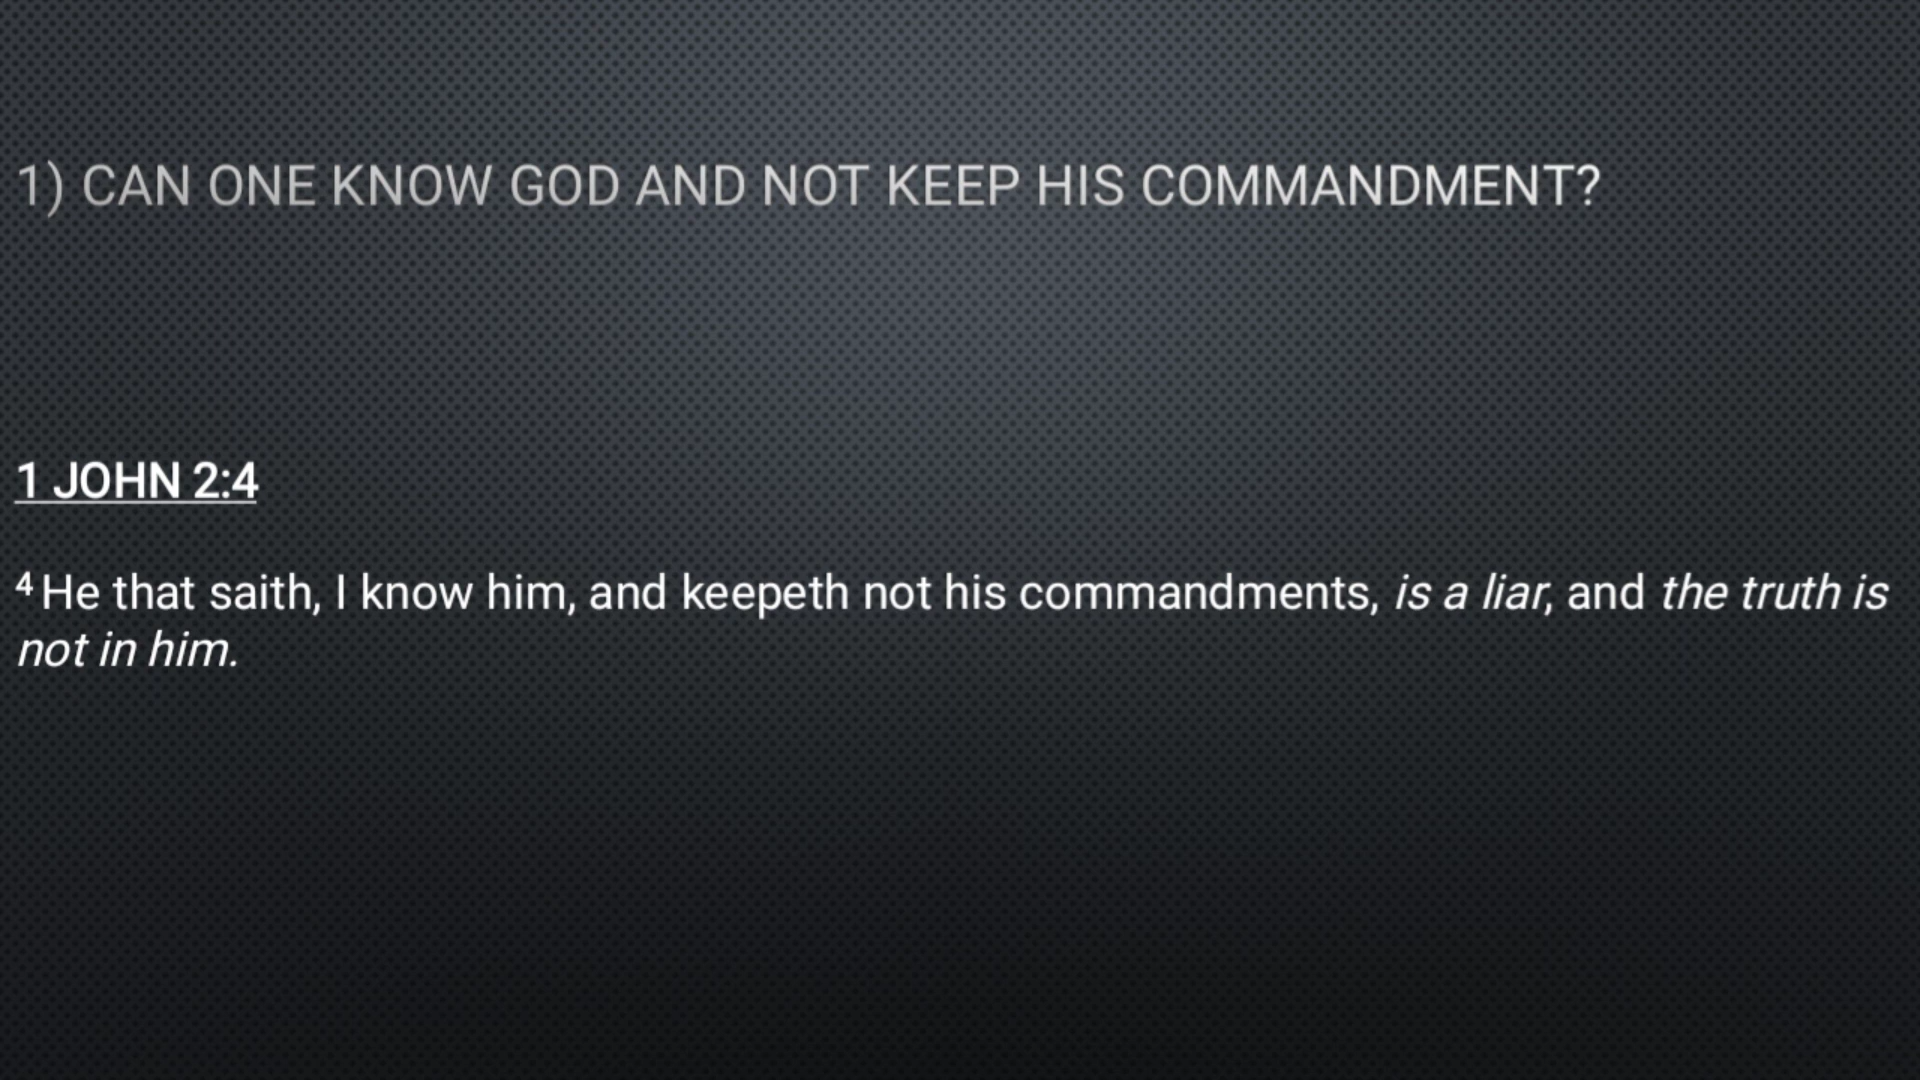 1) CAN ONE KNOW GOD AND NOT KEEP HIS COMMANDMENT?
1 JOHN 2:4
4 He that saith, I know him, and keepeth not his commandments, is a liar, and the truth is
not in him.